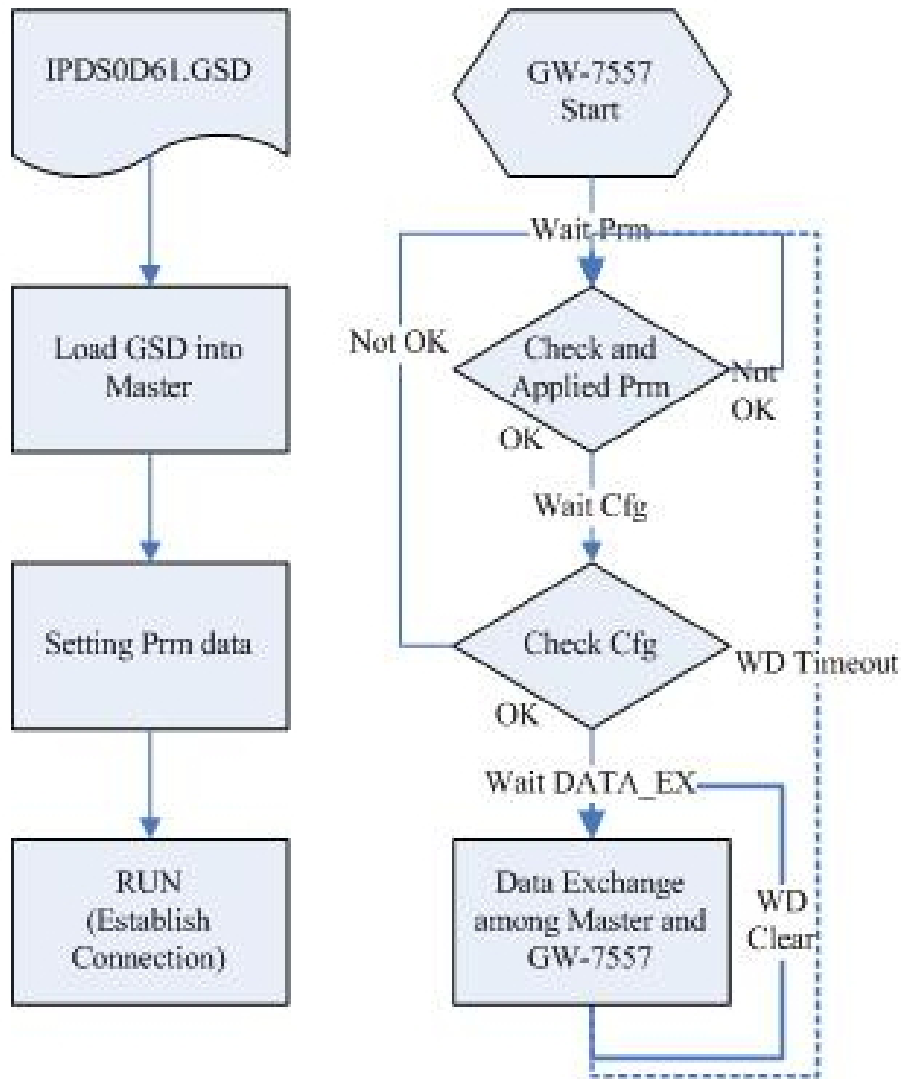 IPDS0D61.GSD
Load GSD into
Master
Setting Prm data
RUN
(Establish
Connection)
GW-7557
Start
Wait Prm
Not OK
Check and
Applied Prm
Not
OK
OK
Wait Cfg
Check Cfg
WD Timeout
OK
Wait DATA_EX
Data Exchange
among Master and
GW-7557
WD
Clear